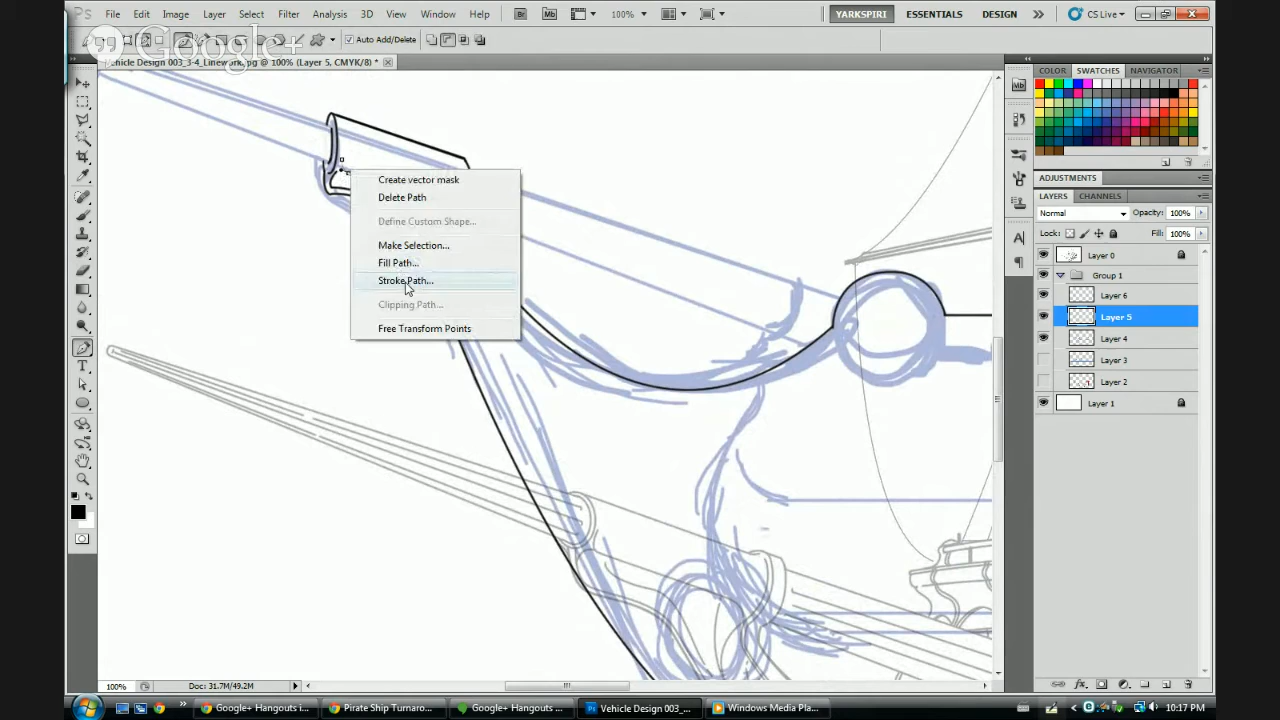 Ps File Edit Image Layer Select Filter Analysis 3D View Window Help Br Mb 100% YARKSPIRI ESSENTIALS DESIGN CS Live
Google+
Auto Add/Delete
Vehicle Design 003_3-4_Linework.jpg @ 100% (Layer 5, CMYK/8) *
COLOR SWATCHES NAVIGATOR
Create vector mask
Delete Path
Define Custom Shape...
Make Selection...
Fill Path...
Stroke Path...
Clipping Path...
Free Transform Points
ADJUSTMENTS
LAYERS CHANNELS
Normal Opacity: 100%
Lock: Fill: 100%
Layer 0
Group 1
Layer 6
Layer 5
Layer 4
Layer 3
Layer 2
Layer 1
100% Doc: 31.7M/49.2M
Google+ Hangouts i... Pirate Ship Turnaro... Google+ Hangouts ... Vehicle Design 003_... Windows Media Pla... 10:17 PM